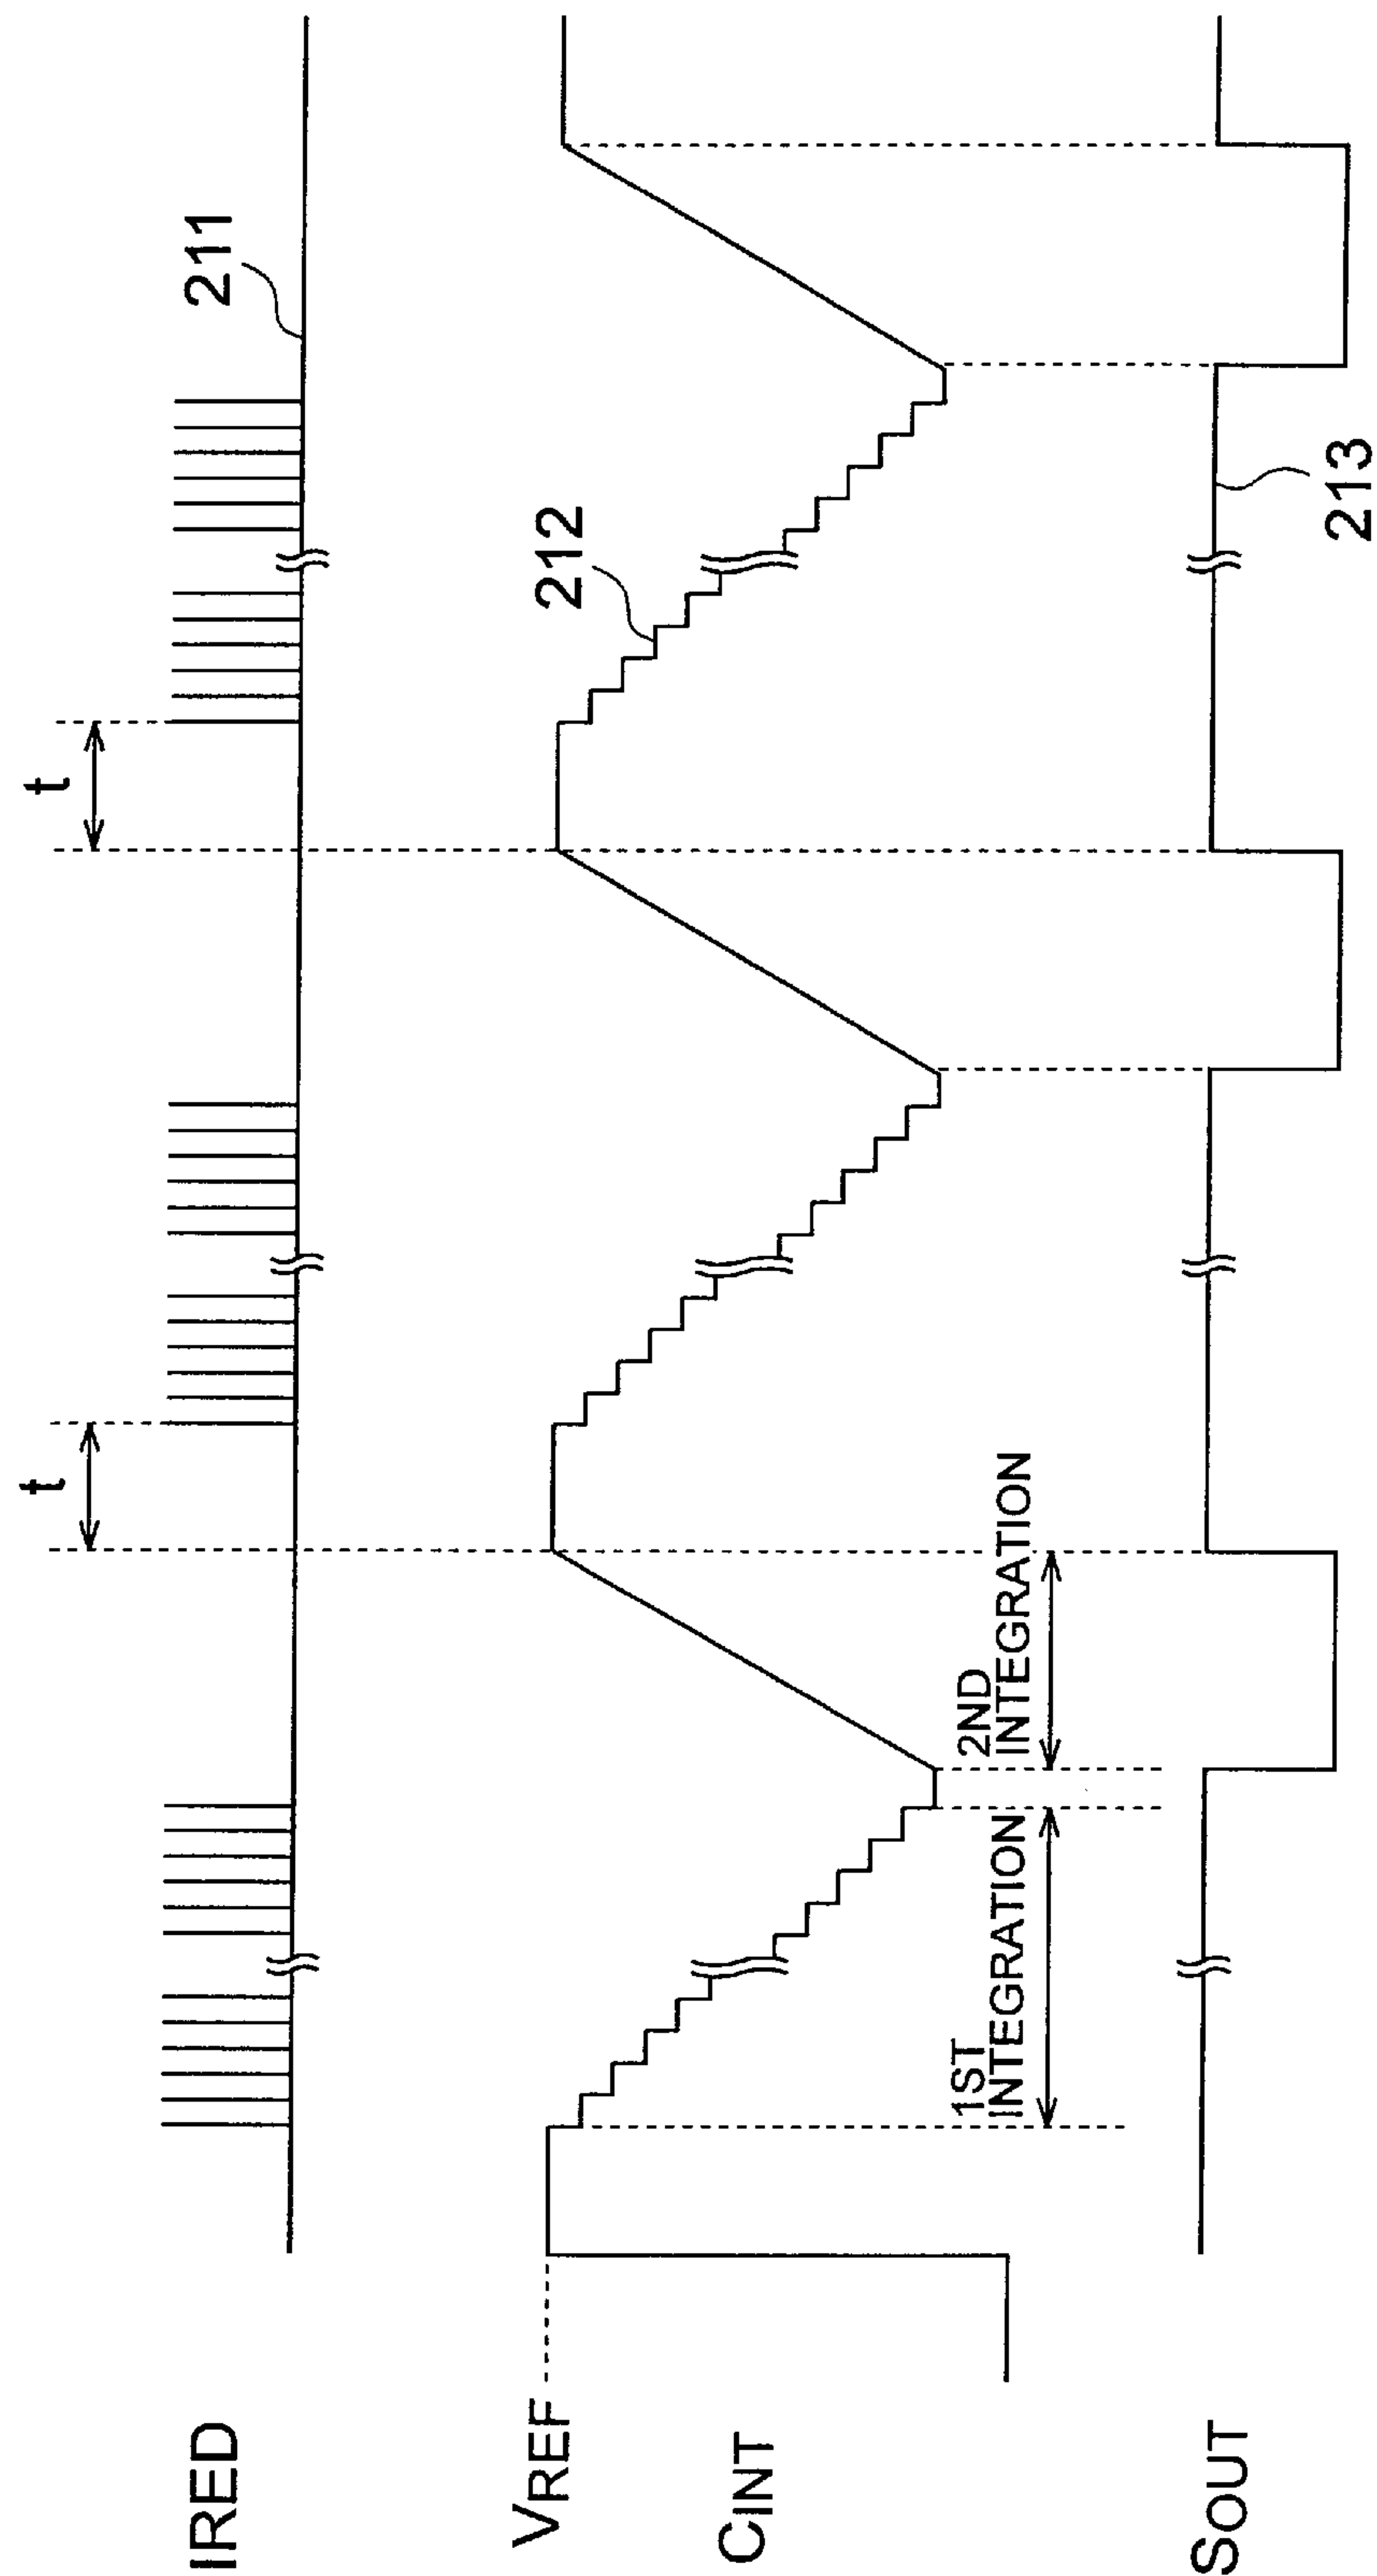 IRED
211
t
t
VREF
CINT
212
1ST
INTEGRATION
2ND
INTEGRATION
SOUT
213